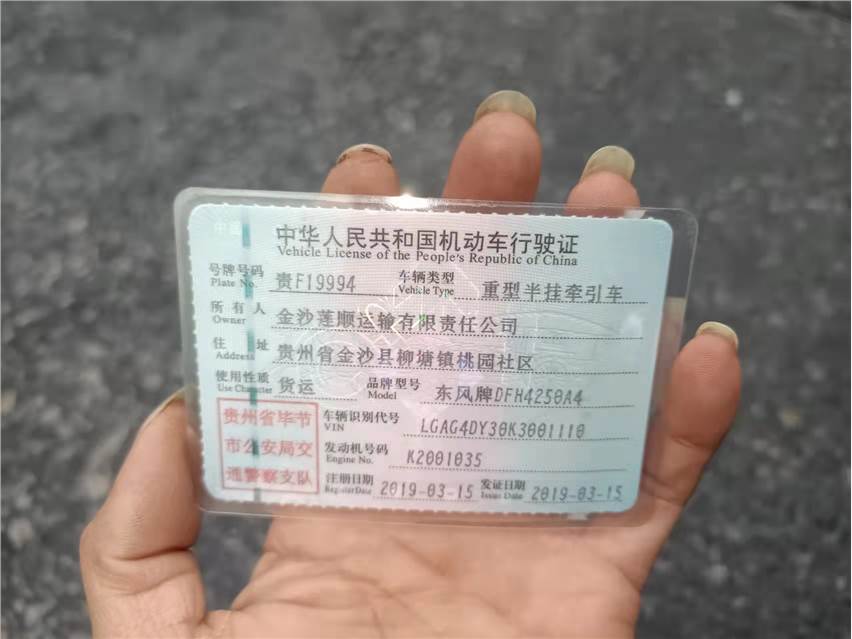 中华人民共和国机动车行驶证
Vehicle License of the People's Republic of China
号牌号码 贵F19994 车辆类型 重型半挂牵引车
Plate No. Vehicle Type
所有人 金沙莲顺运输有限责任公司
Owner
住址 贵州省金沙县柳塘镇桃园社区
Address
使用性质 货运 品牌型号 东风牌DFH4250A4
Use Character Model
贵州省毕节
市公安局交
通警察支队
车辆识别代号 LGAG4DY30K3001110
VIN
发动机号码 K2001035
Engine No.
注册日期 2019-03-15 发证日期 2019-03-15
Register Date Issue Date